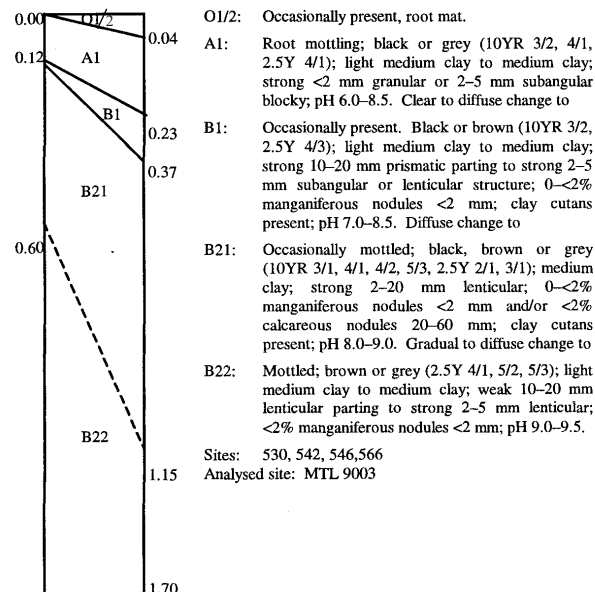 0.00
O1/2
0.04
A1
0.12
B1
0.23
0.37
B21
0.60
B22
1.15
1.70
O1/2: Occasionally present, root mat.
A1: Root mottling; black or grey (10YR 3/2, 4/1,
2.5Y 4/1); light medium clay to medium clay;
strong <2 mm granular or 2–5 mm subangular
blocky; pH 6.0–8.5. Clear to diffuse change to
B1: Occasionally present. Black or brown (10YR 3/2,
2.5Y 4/3); light medium clay to medium clay;
strong 10–20 mm prismatic parting to strong 2–5
mm subangular or lenticular structure; 0–<2%
manganiferous nodules <2 mm; clay cutans
present; pH 7.0–8.5. Diffuse change to
B21: Occasionally mottled; black, brown or grey
(10YR 3/1, 4/1, 4/2, 5/3, 2.5Y 2/1, 3/1); medium
clay; strong 2–20 mm lenticular; 0–<2%
manganiferous nodules <2 mm and/or <2%
calcareous nodules 20–60 mm; clay cutans
present; pH 8.0–9.0. Gradual to diffuse change to
B22: Mottled; brown or grey (2.5Y 4/1, 5/2, 5/3); light
medium clay to medium clay; weak 10–20 mm
lenticular parting to strong 2–5 mm lenticular;
<2% manganiferous nodules <2 mm; pH 9.0–9.5.
Sites: 530, 542, 546,566
Analysed site: MTL 9003